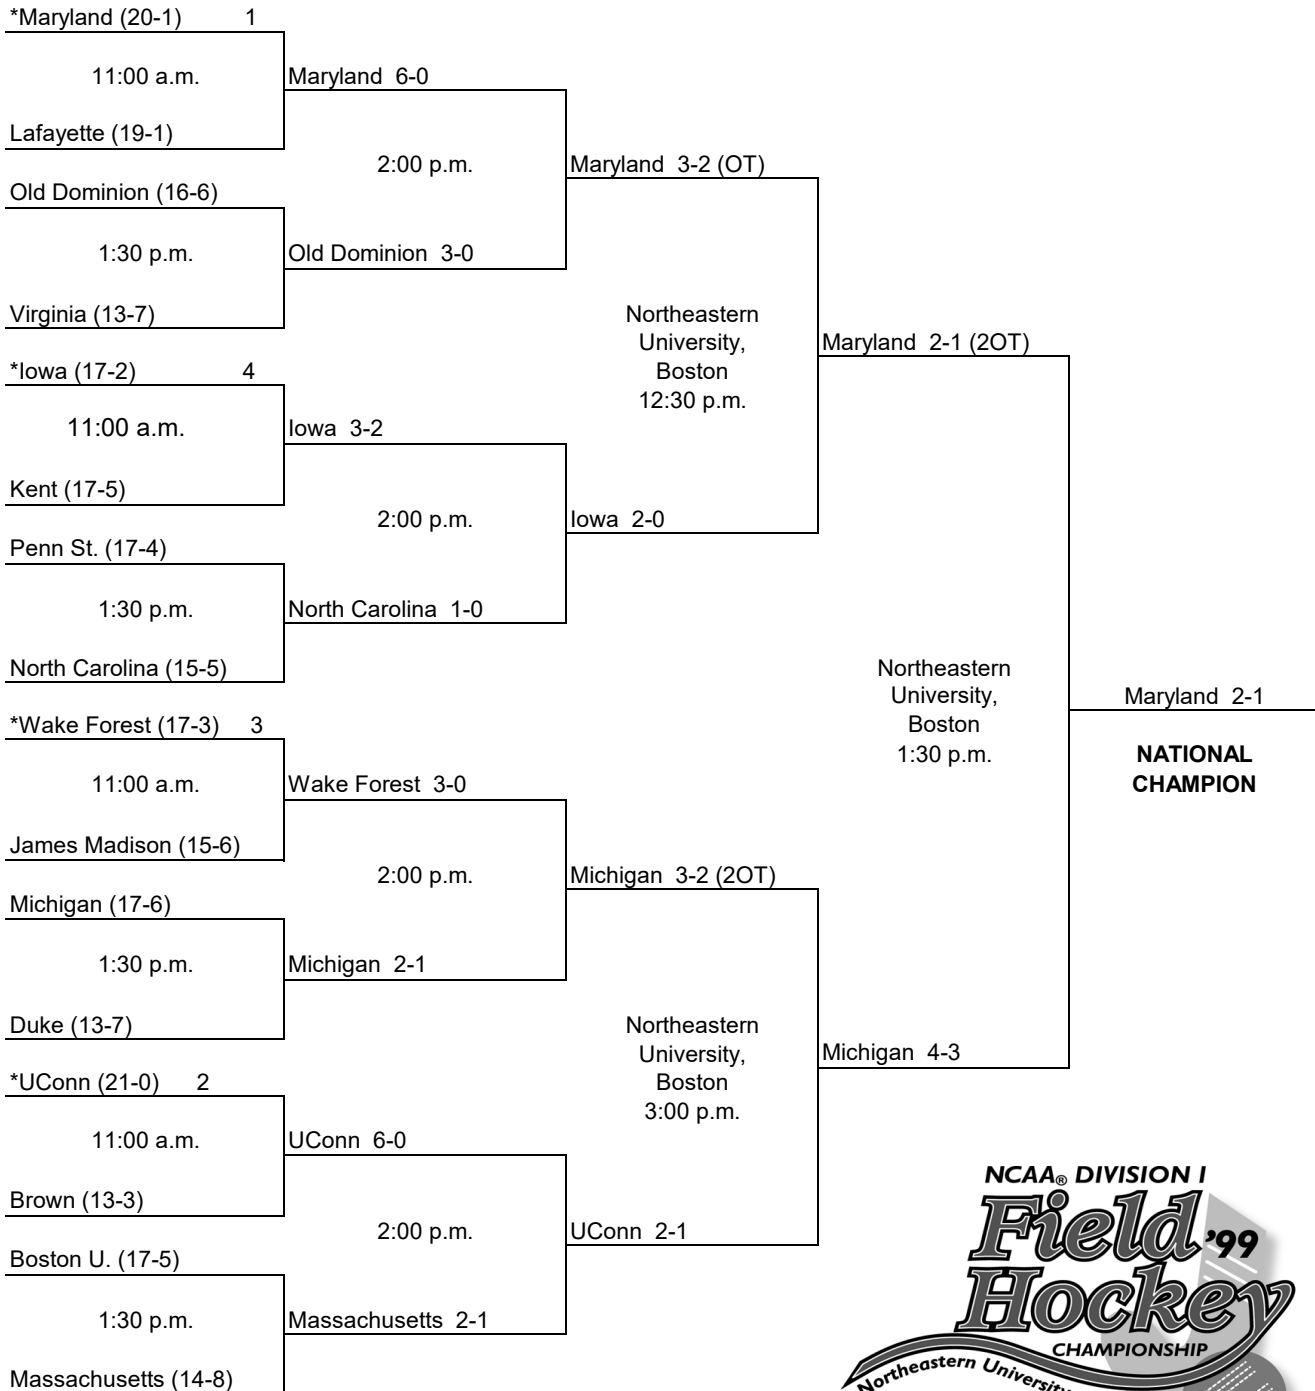 *Maryland (20-1) 1
11:00 a.m.
Lafayette (19-1)
Maryland 6-0
Old Dominion (16-6)
1:30 p.m.
Virginia (13-7)
Old Dominion 3-0
2:00 p.m.
Maryland 3-2 (OT)
*Iowa (17-2) 4
11:00 a.m.
Kent (17-5)
Iowa 3-2
Penn St. (17-4)
1:30 p.m.
North Carolina (15-5)
North Carolina 1-0
2:00 p.m.
Iowa 2-0
Northeastern
University,
Boston
12:30 p.m.
Maryland 2-1 (2OT)
*Wake Forest (17-3) 3
11:00 a.m.
James Madison (15-6)
Wake Forest 3-0
Michigan (17-6)
1:30 p.m.
Duke (13-7)
Michigan 2-1
2:00 p.m.
Michigan 3-2 (2OT)
*UConn (21-0) 2
11:00 a.m.
Brown (13-3)
UConn 6-0
Boston U. (17-5)
1:30 p.m.
Massachusetts (14-8)
Massachusetts 2-1
2:00 p.m.
UConn 2-1
Northeastern
University,
Boston
3:00 p.m.
Michigan 4-3
Northeastern
University,
Boston
1:30 p.m.
Maryland 2-1
NATIONAL
CHAMPION
NCAA® DIVISION I
Field '99
Hockey
CHAMPIONSHIP
Northeastern University